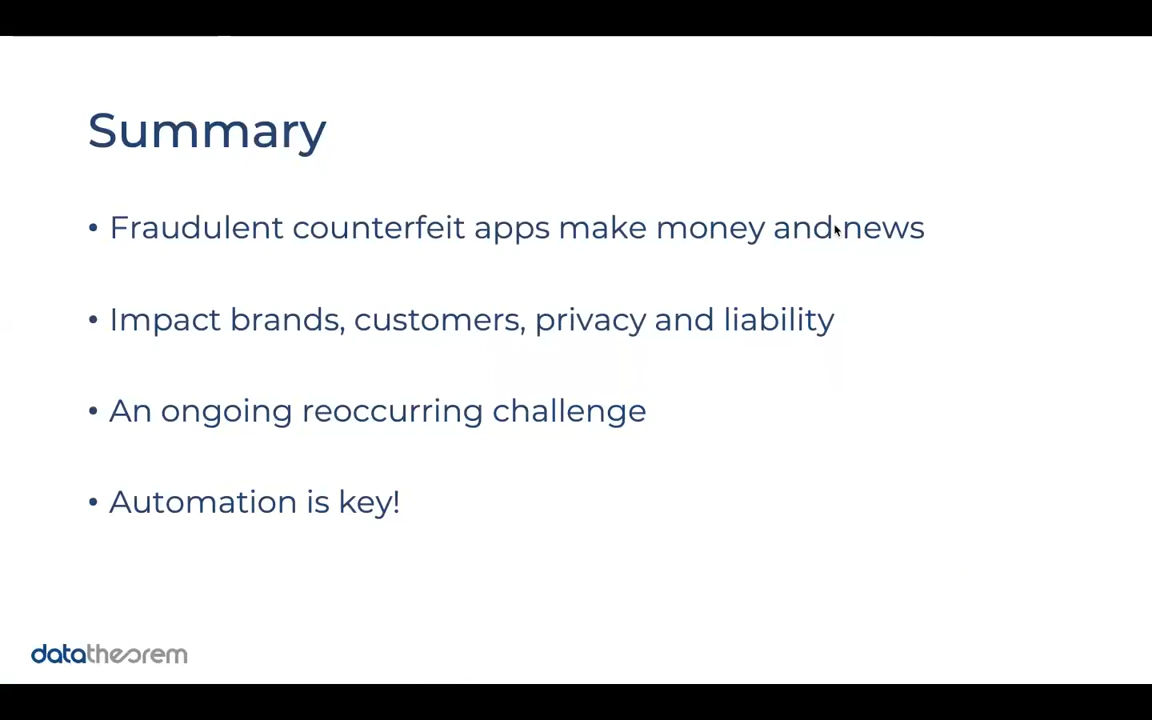 Summary
• Fraudulent counterfeit apps make money and news
• Impact brands, customers, privacy and liability
• An ongoing reoccurring challenge
• Automation is key!
datatheorem